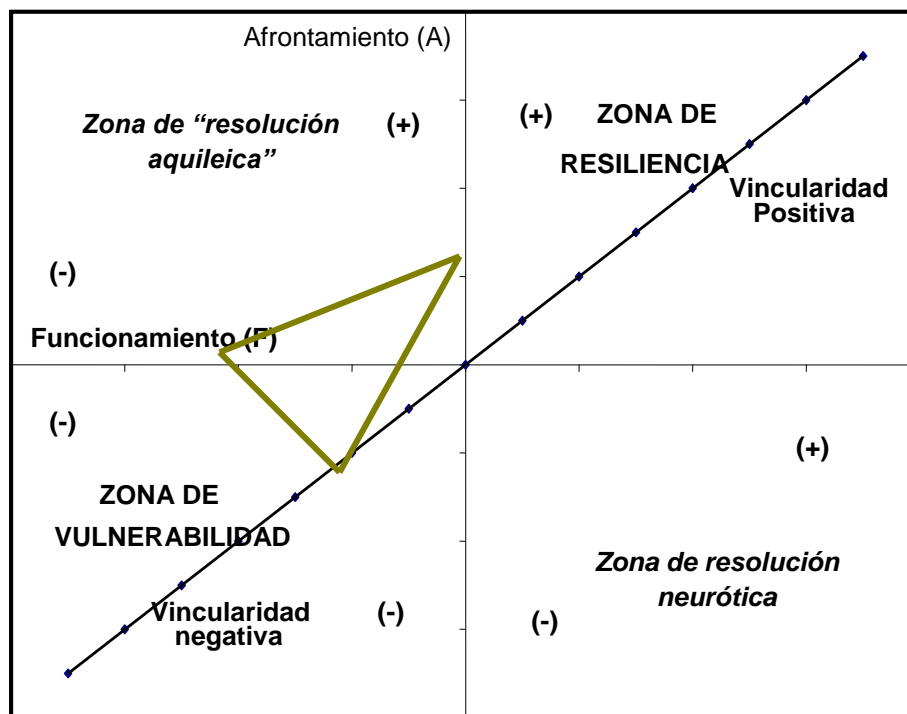 Afrontamiento (A)
Zona de “resolución
aquileica”
(+)
(+)
ZONA DE
RESILIENCIA
Vincularidad
Positiva
(-)
Funcionamiento (F)
(-)
(+)
ZONA DE
VULNERABILIDAD
Zona de resolución
neurótica
Vincularidad
negativa
(-)
(-)